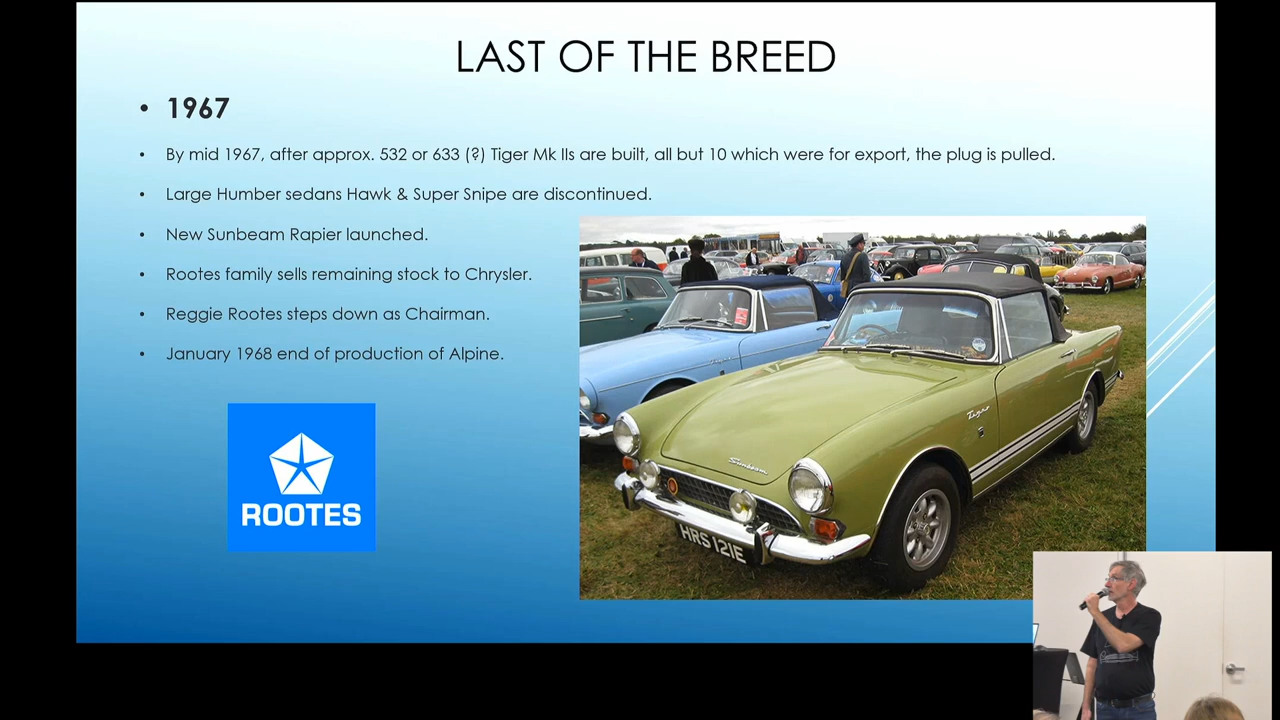 LAST OF THE BREED
• 1967
• By mid 1967, after approx. 532 or 633 (?) Tiger Mk IIs are built, all but 10 which were for export, the plug is pulled.
• Large Humber sedans Hawk & Super Snipe are discontinued.
• New Sunbeam Rapier launched.
• Rootes family sells remaining stock to Chrysler.
• Reggie Rootes steps down as Chairman.
• January 1968 end of production of Alpine.
ROOTES
Tiger
Sunbeam
HRS 121E